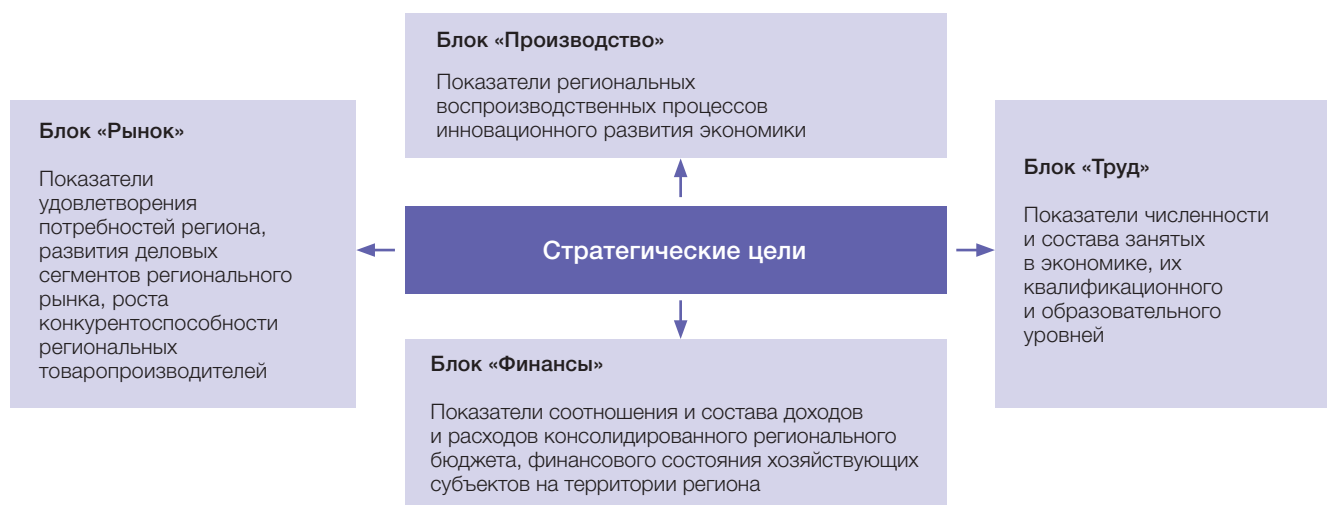 Блок «Производство»
Показатели региональных
воспроизводственных процессов
инновационного развития экономики
Блок «Рынок»
Показатели
удовлетворения
потребностей региона,
развития деловых
сегментов регионального
рынка, роста
конкурентоспособности
региональных
товаропроизводителей
Стратегические цели
Блок «Труд»
Показатели численности
и состава занятых
в экономике, их
квалификационного
и образовательного
уровней
Блок «Финансы»
Показатели соотношения и состава доходов
и расходов консолидированного регионального
бюджета, финансового состояния хозяйствующих
субъектов на территории региона